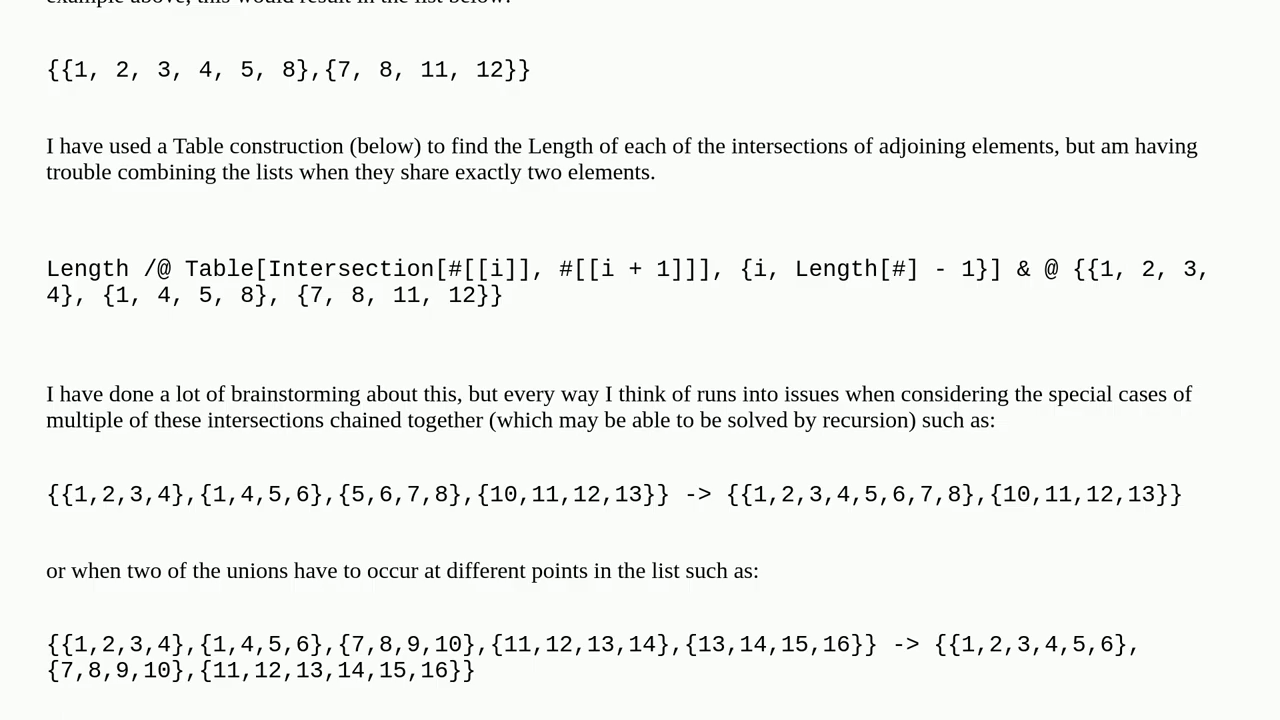 example above, this would result in the list below:
{{1, 2, 3, 4, 5, 8},{7, 8, 11, 12}}
I have used a Table construction (below) to find the Length of each of the intersections of adjoining elements, but am having
trouble combining the lists when they share exactly two elements.
Length /@ Table[Intersection[#[[i]], #[[i + 1]]], {i, Length[#] - 1}] & @ {{1, 2, 3,
4}, {1, 4, 5, 8}, {7, 8, 11, 12}}
I have done a lot of brainstorming about this, but every way I think of runs into issues when considering the special cases of
multiple of these intersections chained together (which may be able to be solved by recursion) such as:
{{1,2,3,4},{1,4,5,6},{5,6,7,8},{10,11,12,13}} -> {{1,2,3,4,5,6,7,8},{10,11,12,13}}
or when two of the unions have to occur at different points in the list such as:
{{1,2,3,4},{1,4,5,6},{7,8,9,10},{11,12,13,14},{13,14,15,16}} -> {{1,2,3,4,5,6},
{7,8,9,10},{11,12,13,14,15,16}}